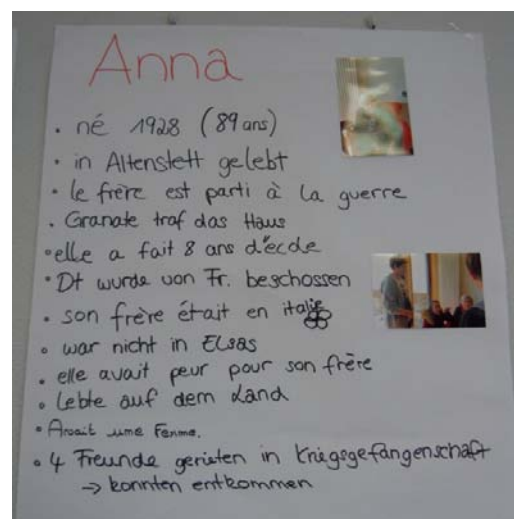 Anna
• né 1928 (89 ans)
• in Altenstett gelebt
• le frère est parti à la guerre
• Granate traf das Haus
• elle a fait 8 ans d'école
• Dt wurde von Fr. beschossen
• son frère était en italie
• war nicht in Elsas
• elle avait peur pour son frère
• Lebte auf dem Land
• Avait une Ferme.
• 4 Freunde gerieten in Kriegsgefangenschaft
→ konnten entkommen